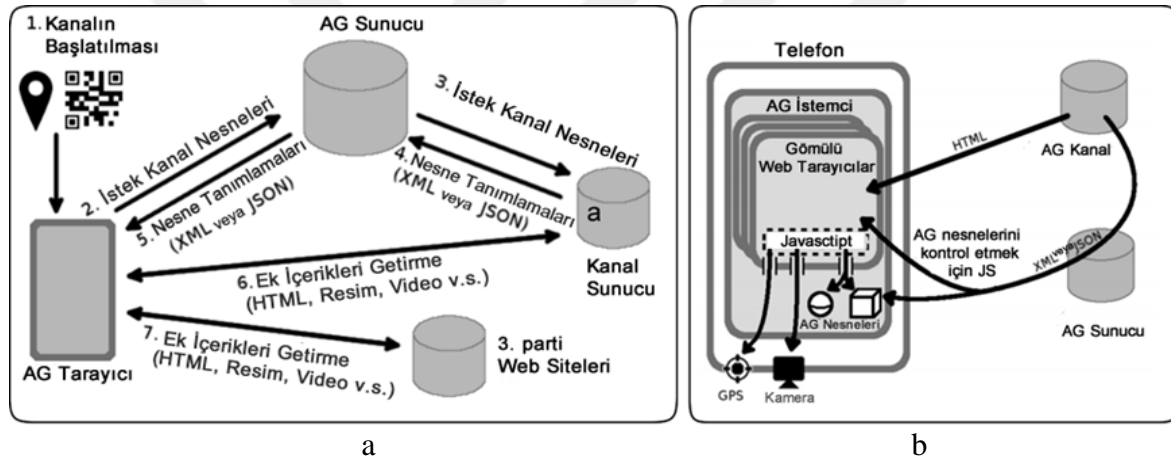 1. Kanalın
Başlatılması
AG Sunucu
2. İstek Kanal Nesneleri
5. Nesne Tanımlamaları
(XML veya JSON)
3. İstek Kanal Nesneleri
4. Nesne Tanımlamaları
(XML veya JSON)
a
Kanal
Sunucu
6. Ek İçerikleri Getirme
(HTML, Resim, Video v.s.)
7. Ek İçerikleri Getirme
(HTML, Resim, Video v.s.)
3. parti
Web Siteleri
AG Tarayıcı
a
Telefon
AG İstemci
Gömülü
Web Tarayıcılar
Javasctipt
AG Nesneleri
GPS
Kamera
HTML
AG Kanal
AG nesnelerini
kontrol etmek
için JS
XML veya JSON
AG Sunucu
b